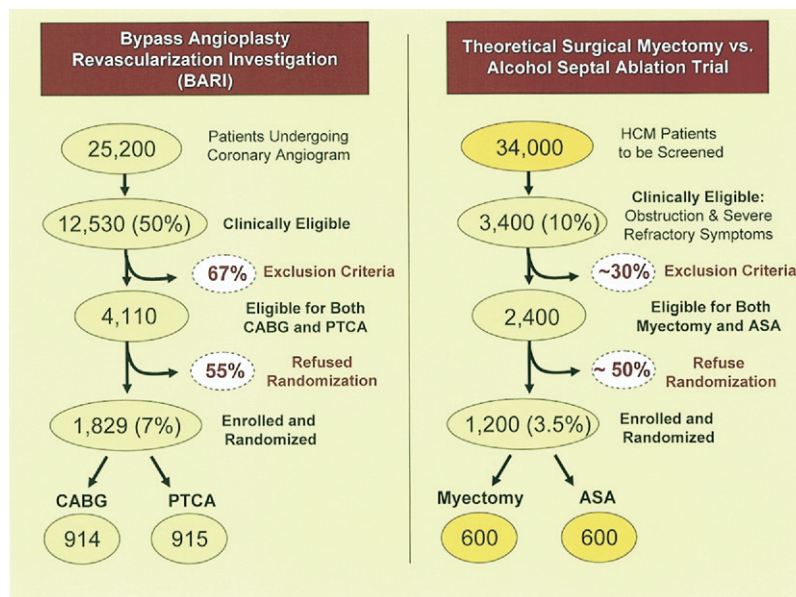 Bypass Angioplasty
Revascularization Investigation
(BARI)
25,200
Patients Undergoing
Coronary Angiogram
12,530 (50%)
Clinically Eligible
67%
Exclusion Criteria
4,110
Eligible for Both
CABG and PTCA
55%
Refused
Randomization
1,829 (7%)
Enrolled and
Randomized
CABG
PTCA
914
915
Theoretical Surgical Myectomy vs.
Alcohol Septal Ablation Trial
34,000
HCM Patients
to be Screened
3,400 (10%)
Clinically Eligible:
Obstruction & Severe
Refractory Symptoms
~30%
Exclusion Criteria
2,400
Eligible for Both
Myectomy and ASA
~ 50%
Refuse
Randomization
1,200 (3.5%)
Enrolled and
Randomized
Myectomy
ASA
600
600